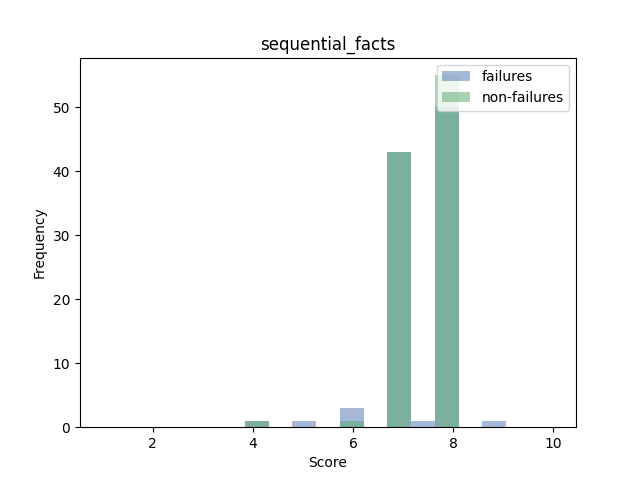 sequential_facts
failures
non-failures
50
40
30
20
10
0
Frequency
2 4 6 8 10
Score